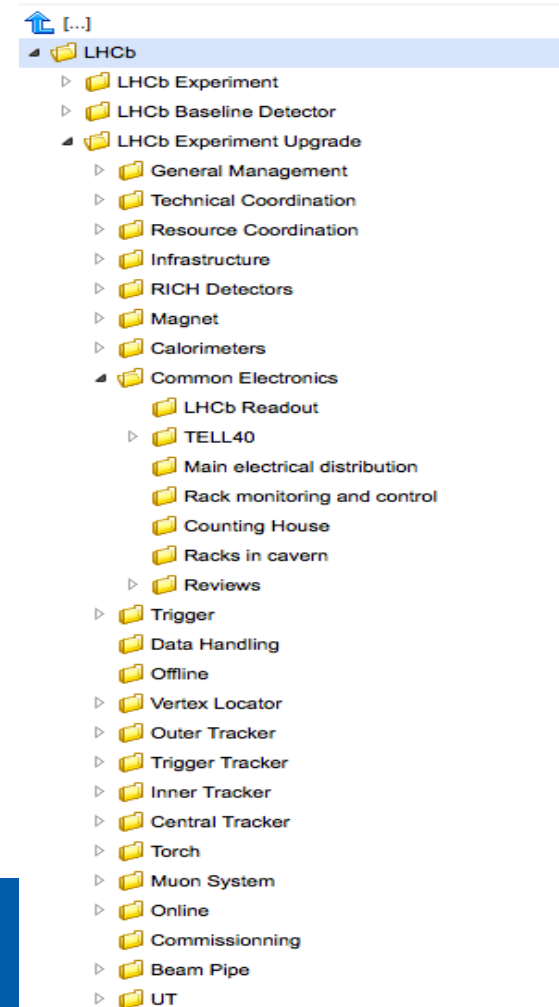 [...]
LHCb
LHCb Experiment
LHCb Baseline Detector
LHCb Experiment Upgrade
General Management
Technical Coordination
Resource Coordination
Infrastructure
RICH Detectors
Magnet
Calorimeters
Common Electronics
LHCb Readout
TELL40
Main electrical distribution
Rack monitoring and control
Counting House
Racks in cavern
Reviews
Trigger
Data Handling
Offline
Vertex Locator
Outer Tracker
Trigger Tracker
Inner Tracker
Central Tracker
Torch
Muon System
Online
Commissionning
Beam Pipe
UT